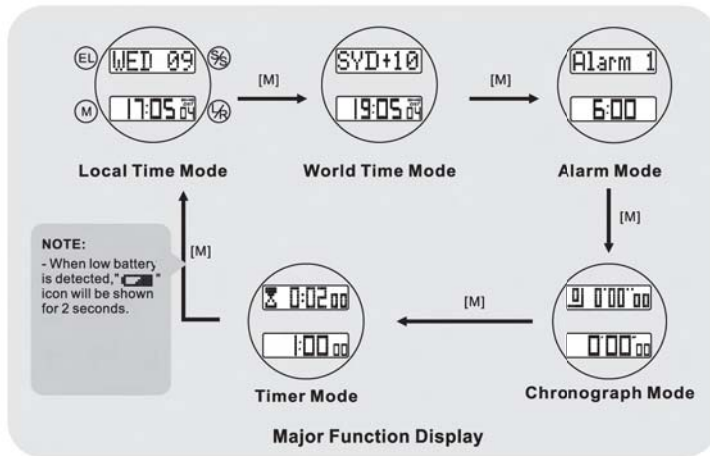 EL
WED 09
S/S
M
17:05 04
L/R
[M]
SYD+10
19:05 04
[M]
Alarm 1
6:00
Local Time Mode
World Time Mode
Alarm Mode
[M]
NOTE:
- When low battery
is detected," "
icon will be shown
for 2 seconds.
[M]
0:02 00
1:00 00
[M]
0'00"00
0'00"00
Timer Mode
Chronograph Mode
Major Function Display